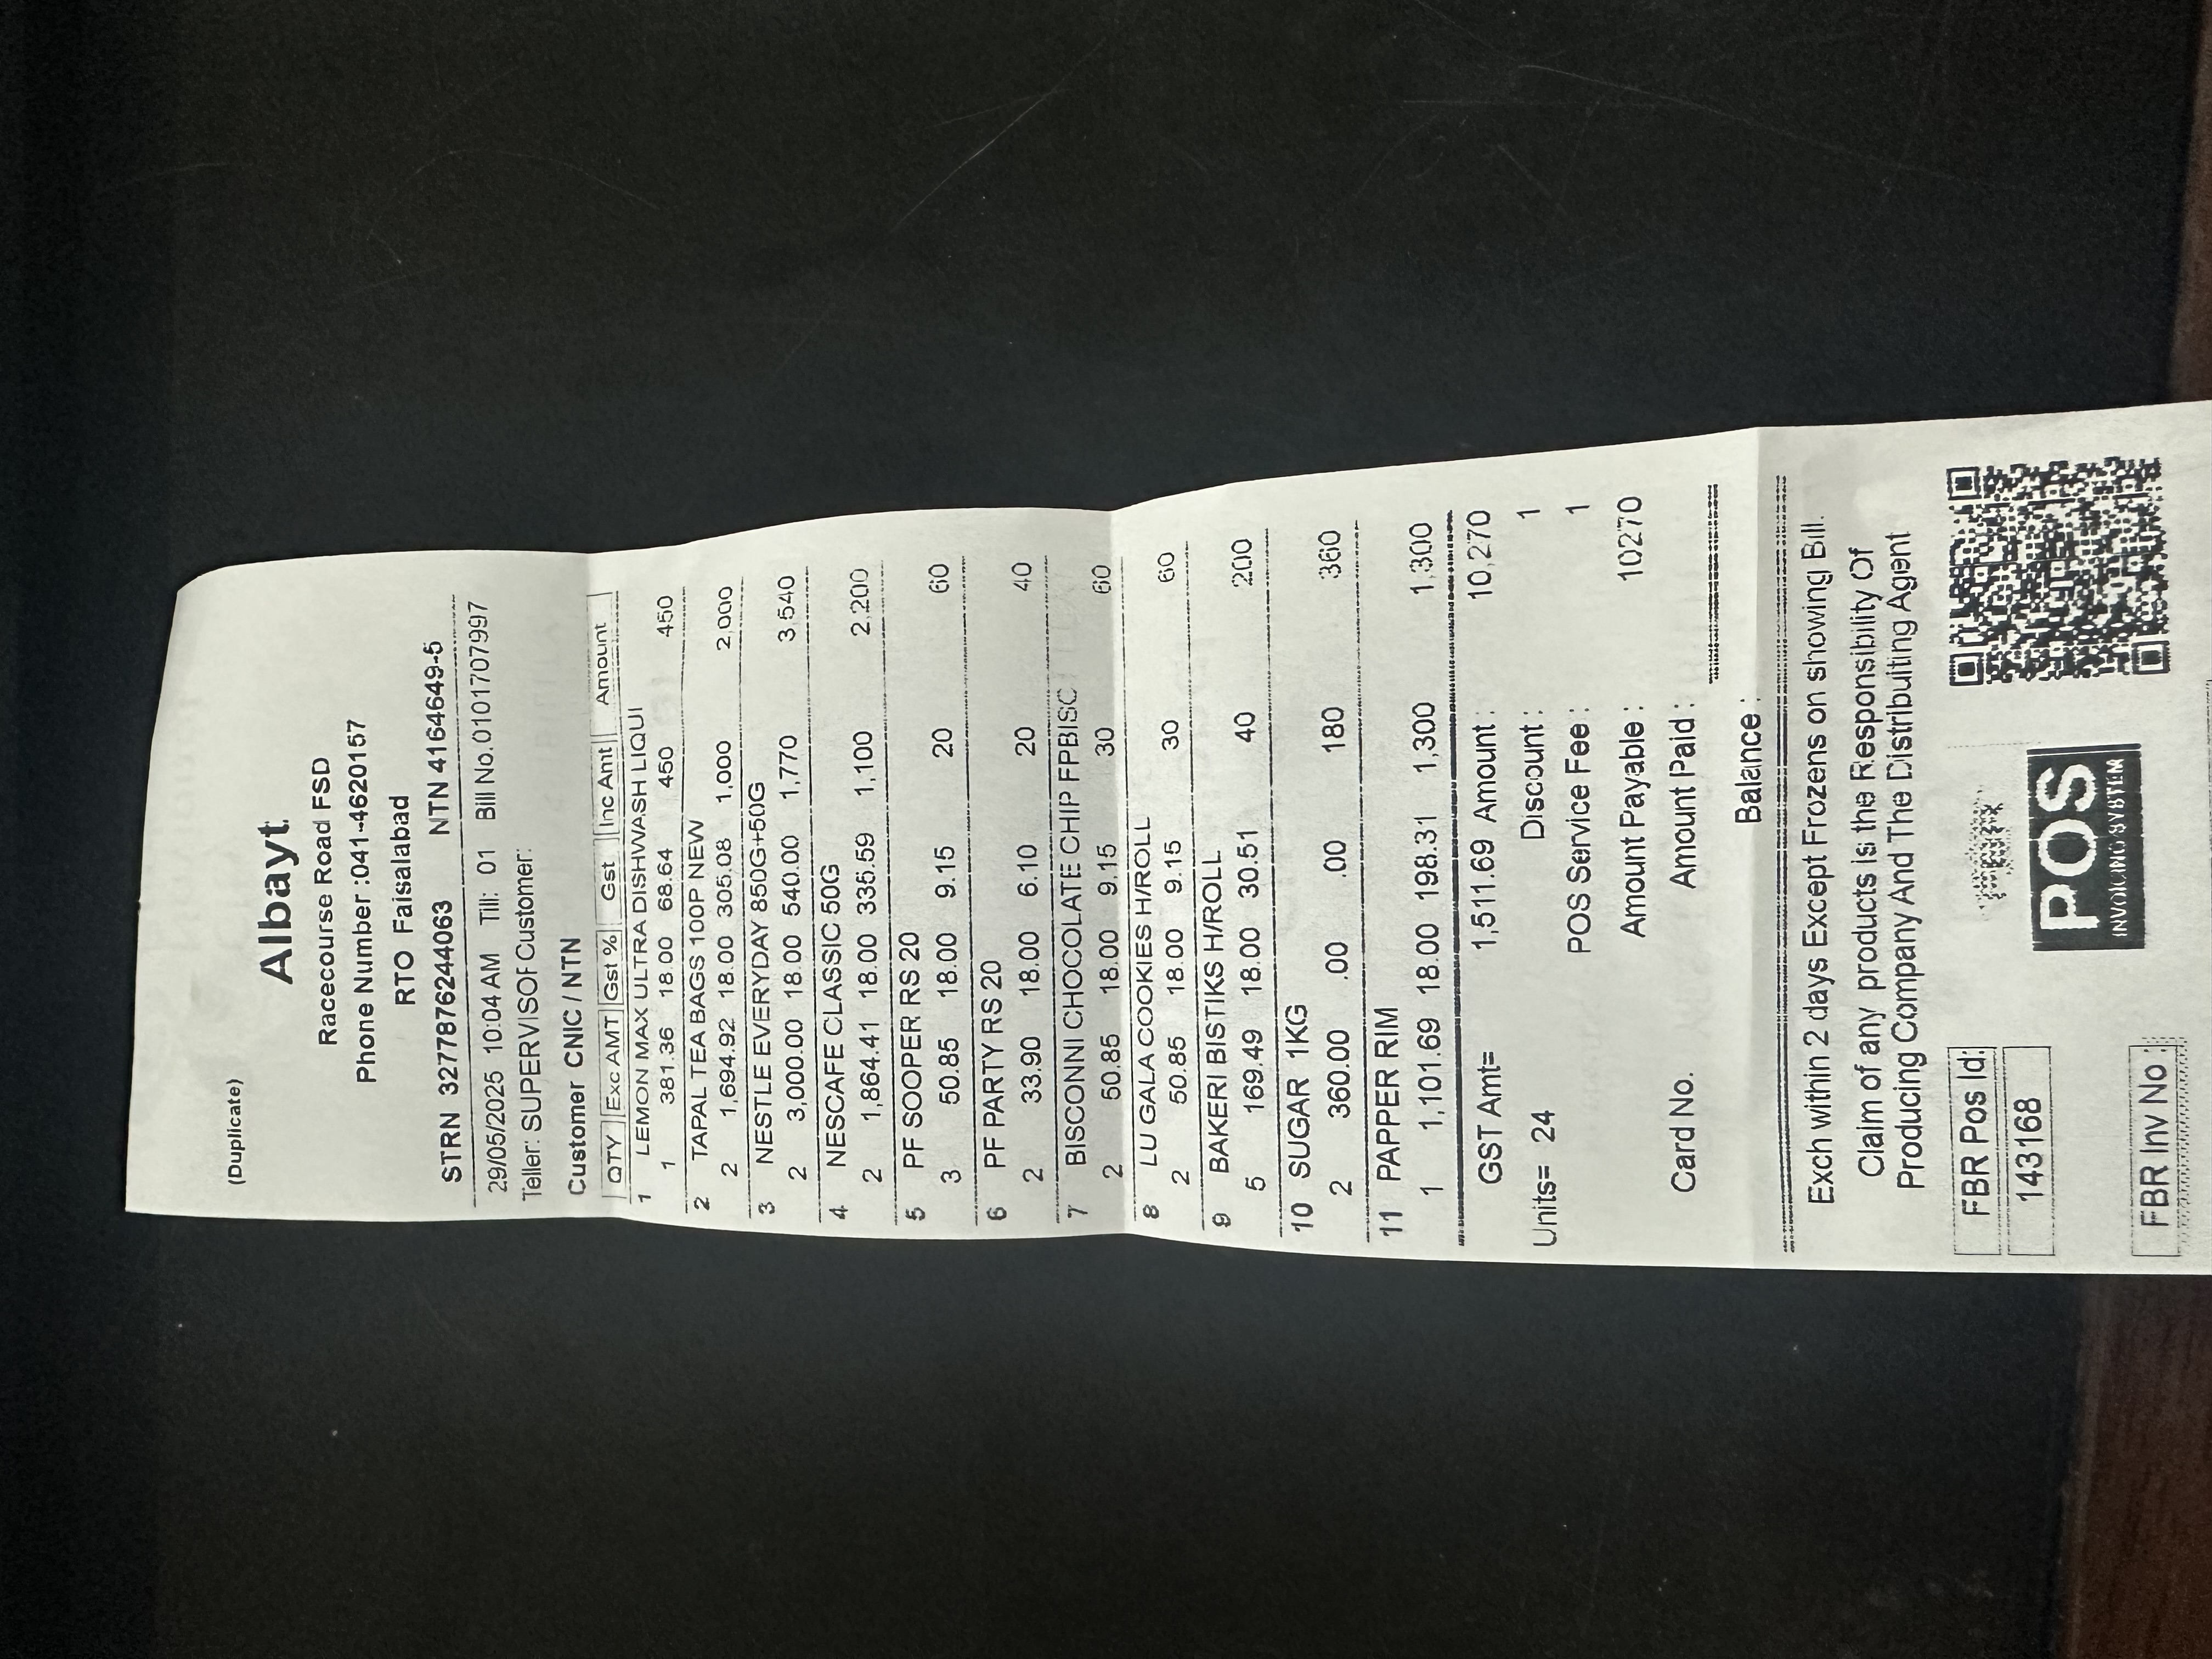 (Duplicate)
Albayt
Racecourse Road FSD
Phone Number :041-4620157
RTO Faisalabad
STRN 3277876244063 NTN 4164649-5
29/05/2025 10:04 AM Till: 01 Bill No.0101707997
Teller: SUPERVISOR Customer:
Customer CNIC / NTN
QTY Exc AMT Gst % Gst Inc Amt Amount
1 LEMON MAX ULTRA DISHWASH LIQUI
1 381.36 18.00 68.64 450 450
2 TAPAL TEA BAGS 100P NEW
2 1,694.92 18.00 305.08 1,000 2,000
3 NESTLE EVERYDAY 850G+50G
2 3,000.00 18.00 540.00 1,770 3,540
4 NESCAFE CLASSIC 50G
2 1,864.41 18.00 335.59 1,100 2,200
5 PF SOOPER RS 20
3 50.85 18.00 9.15 20 60
6 PF PARTY RS 20
2 33.90 18.00 6.10 20 40
7 BISCONNI CHOCOLATE CHIP FPBISC
2 50.85 18.00 9.15 30 60
8 LU GALA COOKIES H/ROLL
2 50.85 18.00 9.15 30 60
9 BAKERI BISTIKS H/ROLL
5 169.49 18.00 30.51 40 200
10 SUGAR 1KG
2 360.00 .00 .00 180 360
11 PAPPER RIM
1 1,101.69 18.00 198.31 1,300 1,300
GST Amt= 1,511.69 Amount : 10,270
Units= 24 Discount : 1
POS Service Fee : 1
Amount Payable : 10270
Card No. Amount Paid :
Balance :
Exch within 2 days Except Frozens on showing Bill.
Claim of any products is the Responsibility Of
Producing Company And The Distribuiting Agent
FBR Pos Id:
143168
POS
INVOICING SYSTEM
FBR Inv No :